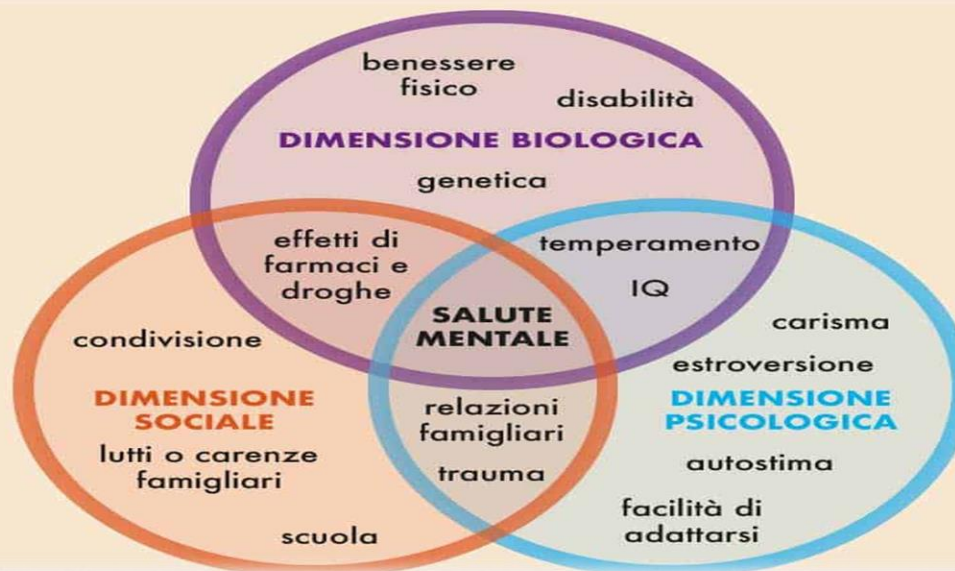 benessere
fisico
disabilità
DIMENSIONE BIOLOGICA
genetica
effetti di
farmaci e
droghe
temperamento
IQ
SALUTE
MENTALE
condivisione
DIMENSIONE
SOCIALE
lutti o carenze
famigliari
scuola
relazioni
famigliari
trauma
carisma
estroversione
DIMENSIONE
PSICOLOGICA
autostima
facilità di
adattarsi